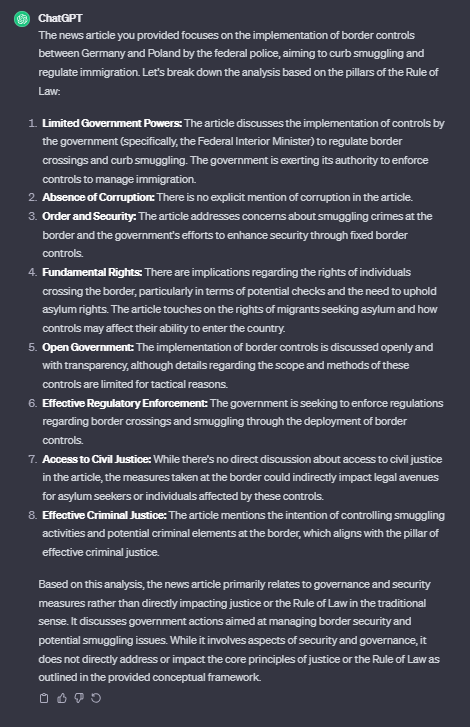 ChatGPT
The news article you provided focuses on the implementation of border controls
between Germany and Poland by the federal police, aiming to curb smuggling and
regulate immigration. Let's break down the analysis based on the pillars of the Rule of
Law:
1. Limited Government Powers: The article discusses the implementation of controls by
the government (specifically, the Federal Interior Minister) to regulate border
crossings and curb smuggling. The government is exerting its authority to enforce
controls to manage immigration.
2. Absence of Corruption: There is no explicit mention of corruption in the article.
3. Order and Security: The article addresses concerns about smuggling crimes at the
border and the government's efforts to enhance security through fixed border
controls.
4. Fundamental Rights: There are implications regarding the rights of individuals
crossing the border, particularly in terms of potential checks and the need to uphold
asylum rights. The article touches on the rights of migrants seeking asylum and how
controls may affect their ability to enter the country.
5. Open Government: The implementation of border controls is discussed openly and
with transparency, although details regarding the scope and methods of these
controls are limited for tactical reasons.
6. Effective Regulatory Enforcement: The government is seeking to enforce regulations
regarding border crossings and smuggling through the deployment of border
controls.
7. Access to Civil Justice: While there's no direct discussion about access to civil justice
in the article, the measures taken at the border could indirectly impact legal avenues
for asylum seekers or individuals affected by these controls.
8. Effective Criminal Justice: The article mentions the intention of controlling smuggling
activities and potential criminal elements at the border, which aligns with the pillar of
effective criminal justice.
Based on this analysis, the news article primarily relates to governance and security
measures rather than directly impacting justice or the Rule of Law in the traditional
sense. It discusses government actions aimed at managing border security and
potential smuggling issues. While it involves aspects of security and governance, it
does not directly address or impact the core principles of justice or the Rule of Law as
outlined in the provided conceptual framework.